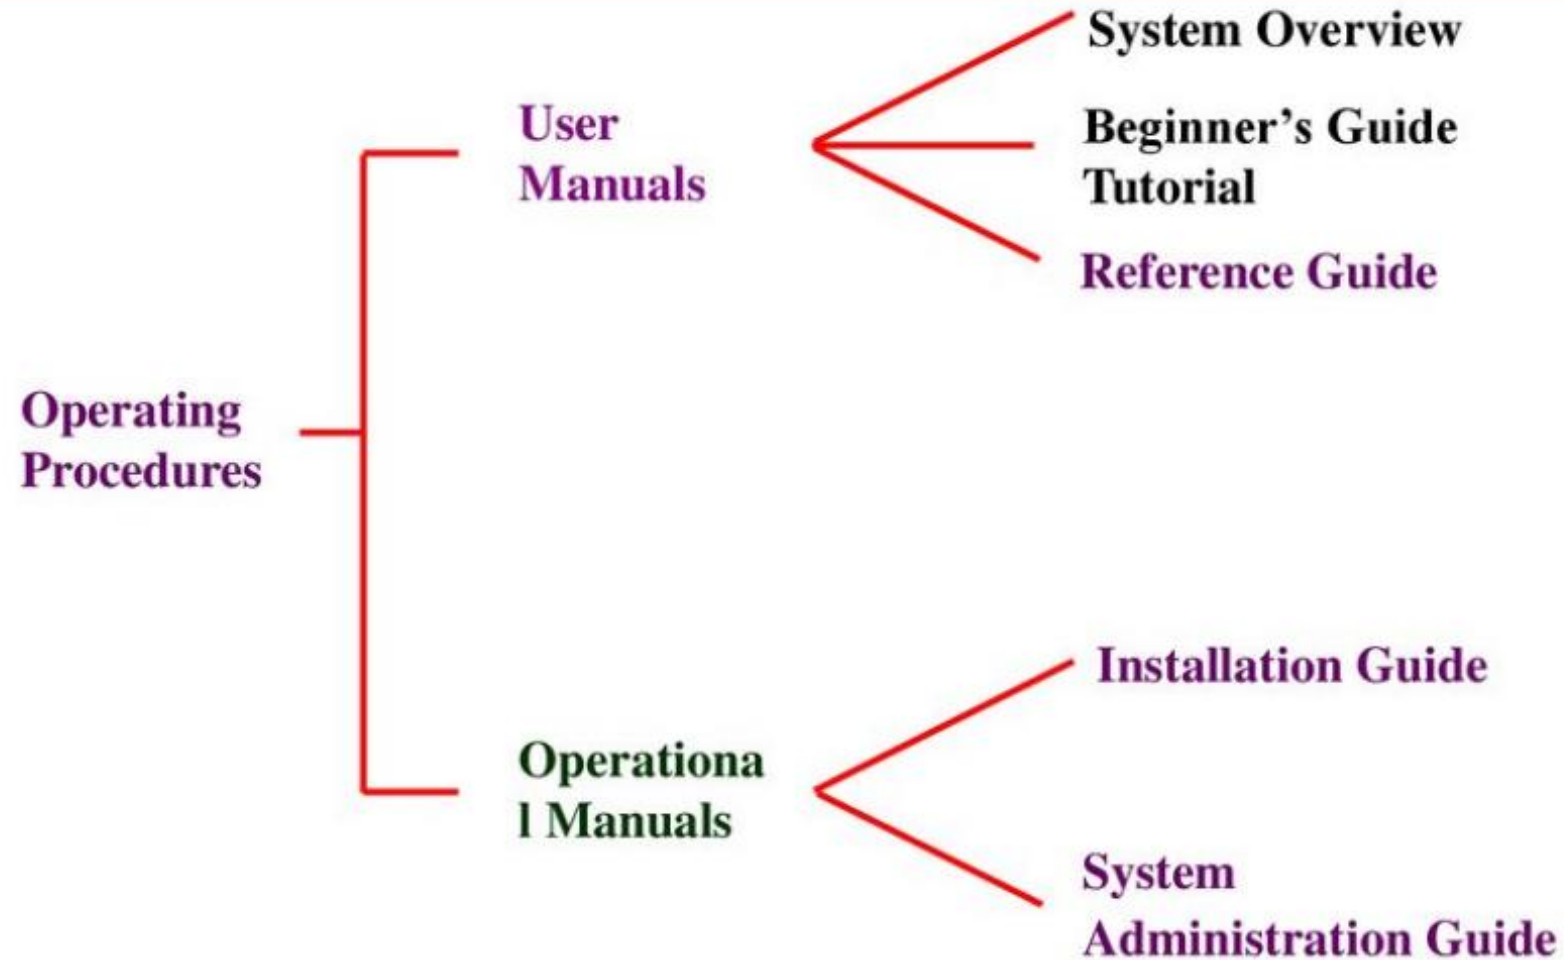 System Overview
User
Manuals
Beginner’s Guide
Tutorial
Reference Guide
Operating
Procedures
Installation Guide
Operationa
l Manuals
System
Administration Guide